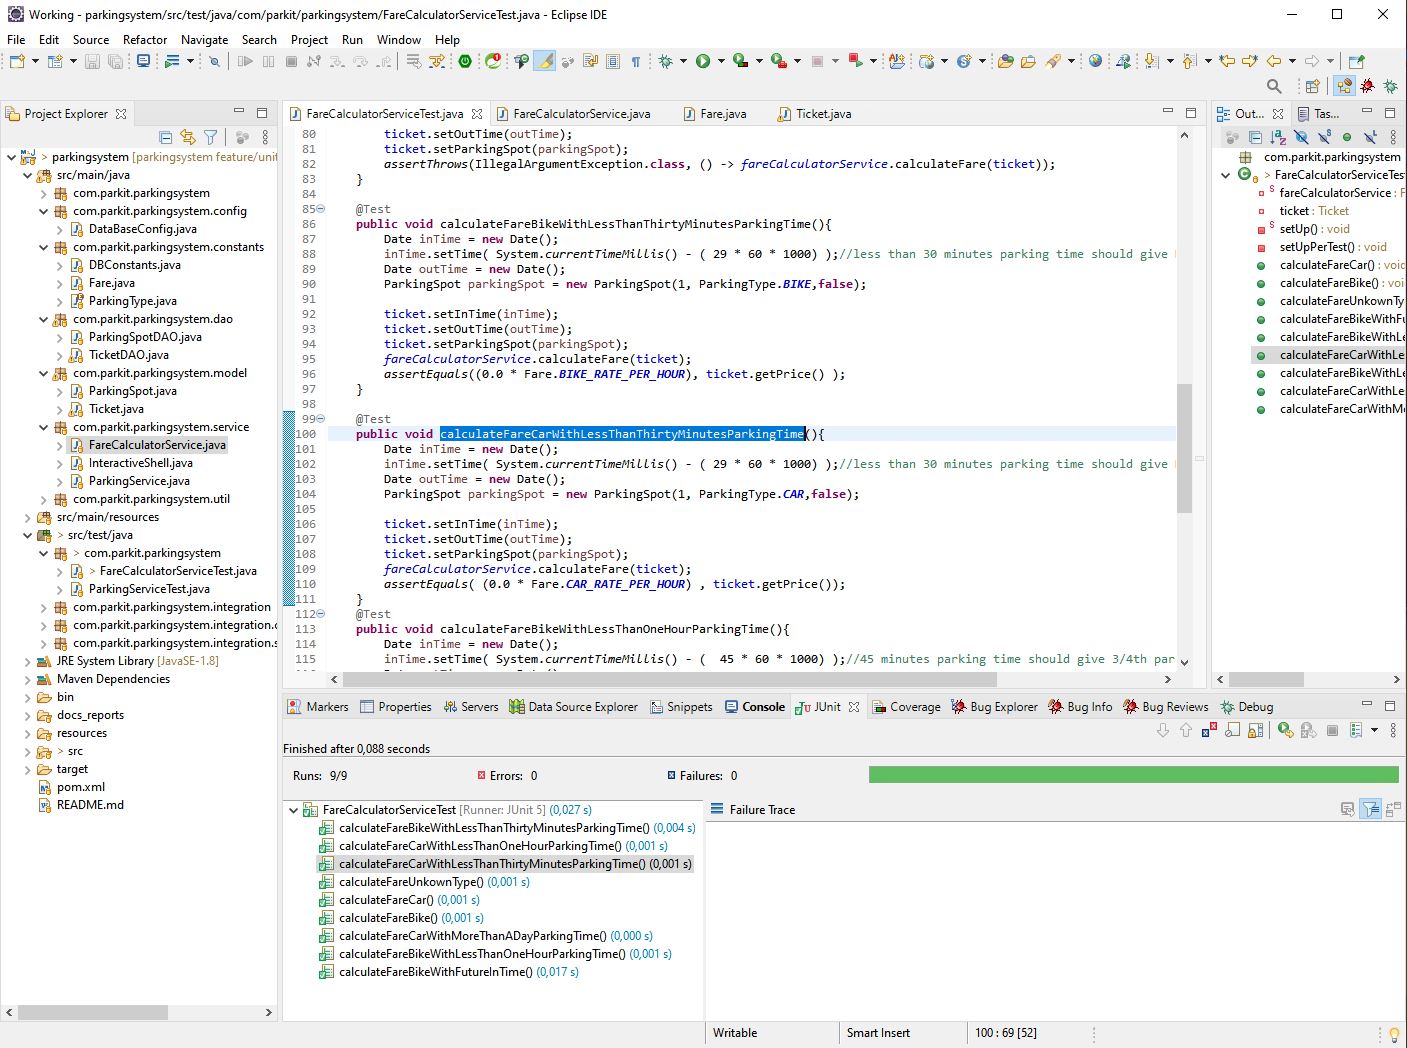 Working - parkingsystem/src/test/java/com/parkit/parkingsystem/FareCalculatorServiceTest.java - Eclipse IDE
File Edit Source Refactor Navigate Search Project Run Window Help
Project Explorer
> parkingsystem [parkingsystem feature/unit
src/main/java
com.parkit.parkingsystem
com.parkit.parkingsystem.config
DataBaseConfig.java
com.parkit.parkingsystem.constants
DBConstants.java
Fare.java
ParkingType.java
com.parkit.parkingsystem.dao
ParkingSpotDAO.java
TicketDAO.java
com.parkit.parkingsystem.model
ParkingSpot.java
Ticket.java
com.parkit.parkingsystem.service
FareCalculatorService.java
InteractiveShell.java
ParkingService.java
com.parkit.parkingsystem.util
src/main/resources
> src/test/java
> com.parkit.parkingsystem
> FareCalculatorServiceTest.java
ParkingServiceTest.java
com.parkit.parkingsystem.integration
com.parkit.parkingsystem.integration.c
com.parkit.parkingsystem.integration.s
JRE System Library [JavaSE-1.8]
Maven Dependencies
bin
docs_reports
resources
> src
target
pom.xml
README.md
FareCalculatorServiceTest.java FareCalculatorService.java Fare.java Ticket.java
80 ticket.setOutTime(outTime);
81 ticket.setParkingSpot(parkingSpot);
82 assertThrows(IllegalArgumentException.class, () -> fareCalculatorService.calculateFare(ticket));
83 }
84
85 @Test
86 public void calculateFareBikeWithLessThanThirtyMinutesParkingTime(){
87 Date inTime = new Date();
88 inTime.setTime( System.currentTimeMillis() - ( 29 * 60 * 1000) );//less than 30 minutes parking time should give
89 Date outTime = new Date();
90 ParkingSpot parkingSpot = new ParkingSpot(1, ParkingType.BIKE,false);
91
92 ticket.setInTime(inTime);
93 ticket.setOutTime(outTime);
94 ticket.setParkingSpot(parkingSpot);
95 fareCalculatorService.calculateFare(ticket);
96 assertEquals((0.0 * Fare.BIKE_RATE_PER_HOUR), ticket.getPrice() );
97 }
98
99 @Test
100 public void calculateFareCarWithLessThanThirtyMinutesParkingTime(){
101 Date inTime = new Date();
102 inTime.setTime( System.currentTimeMillis() - ( 29 * 60 * 1000) );//less than 30 minutes parking time should give
103 Date outTime = new Date();
104 ParkingSpot parkingSpot = new ParkingSpot(1, ParkingType.CAR,false);
105
106 ticket.setInTime(inTime);
107 ticket.setOutTime(outTime);
108 ticket.setParkingSpot(parkingSpot);
109 fareCalculatorService.calculateFare(ticket);
110 assertEquals( (0.0 * Fare.CAR_RATE_PER_HOUR) , ticket.getPrice());
111 }
112 @Test
113 public void calculateFareBikeWithLessThanOneHourParkingTime(){
114 Date inTime = new Date();
115 inTime.setTime( System.currentTimeMillis() - ( 45 * 60 * 1000) );//45 minutes parking time should give 3/4th par
Out... Tas...
com.parkit.parkingsystem
> FareCalculatorServiceTest
fareCalculatorService : F
ticket : Ticket
setUp() : void
setUpPerTest() : void
calculateFareCar() : void
calculateFareBike() : voi
calculateFareUnkownTy
calculateFareBikeWithFu
calculateFareBikeWithLe
calculateFareCarWithLe
calculateFareBikeWithLe
calculateFareCarWithLes
calculateFareCarWithMo
Markers Properties Servers Data Source Explorer Snippets Console JUnit Coverage Bug Explorer Bug Info Bug Reviews Debug
Finished after 0,088 seconds
Runs: 9/9 Errors: 0 Failures: 0
FareCalculatorServiceTest [Runner: JUnit 5] (0,027 s)
calculateFareBikeWithLessThanThirtyMinutesParkingTime() (0,004 s)
calculateFareCarWithLessThanOneHourParkingTime() (0,001 s)
calculateFareCarWithLessThanThirtyMinutesParkingTime() (0,001 s)
calculateFareUnkownType() (0,001 s)
calculateFareCar() (0,001 s)
calculateFareBike() (0,001 s)
calculateFareCarWithMoreThanADayParkingTime() (0,000 s)
calculateFareBikeWithLessThanOneHourParkingTime() (0,001 s)
calculateFareBikeWithFutureInTime() (0,017 s)
Failure Trace
Writable Smart Insert 100 : 69 [52]